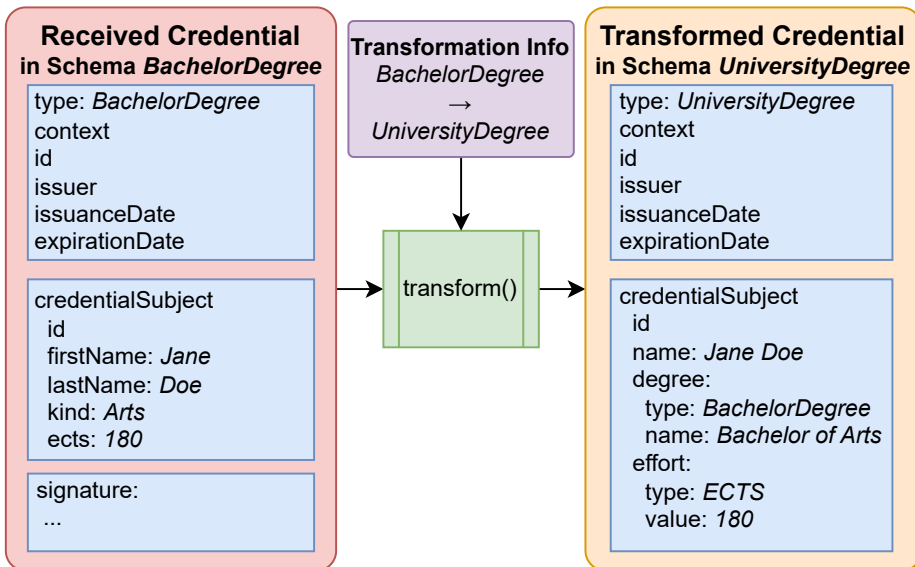 Received Credential
in Schema BachelorDegree
type: BachelorDegree
context
id
issuer
issuanceDate
expirationDate
credentialSubject
id
firstName: Jane
lastName: Doe
kind: Arts
ects: 180
signature:
...
Transformation Info
BachelorDegree
→
UniversityDegree
transform()
Transformed Credential
in Schema UniversityDegree
type: UniversityDegree
context
id
issuer
issuanceDate
expirationDate
credentialSubject
id
name: Jane Doe
degree:
type: BachelorDegree
name: Bachelor of Arts
effort:
type: ECTS
value: 180